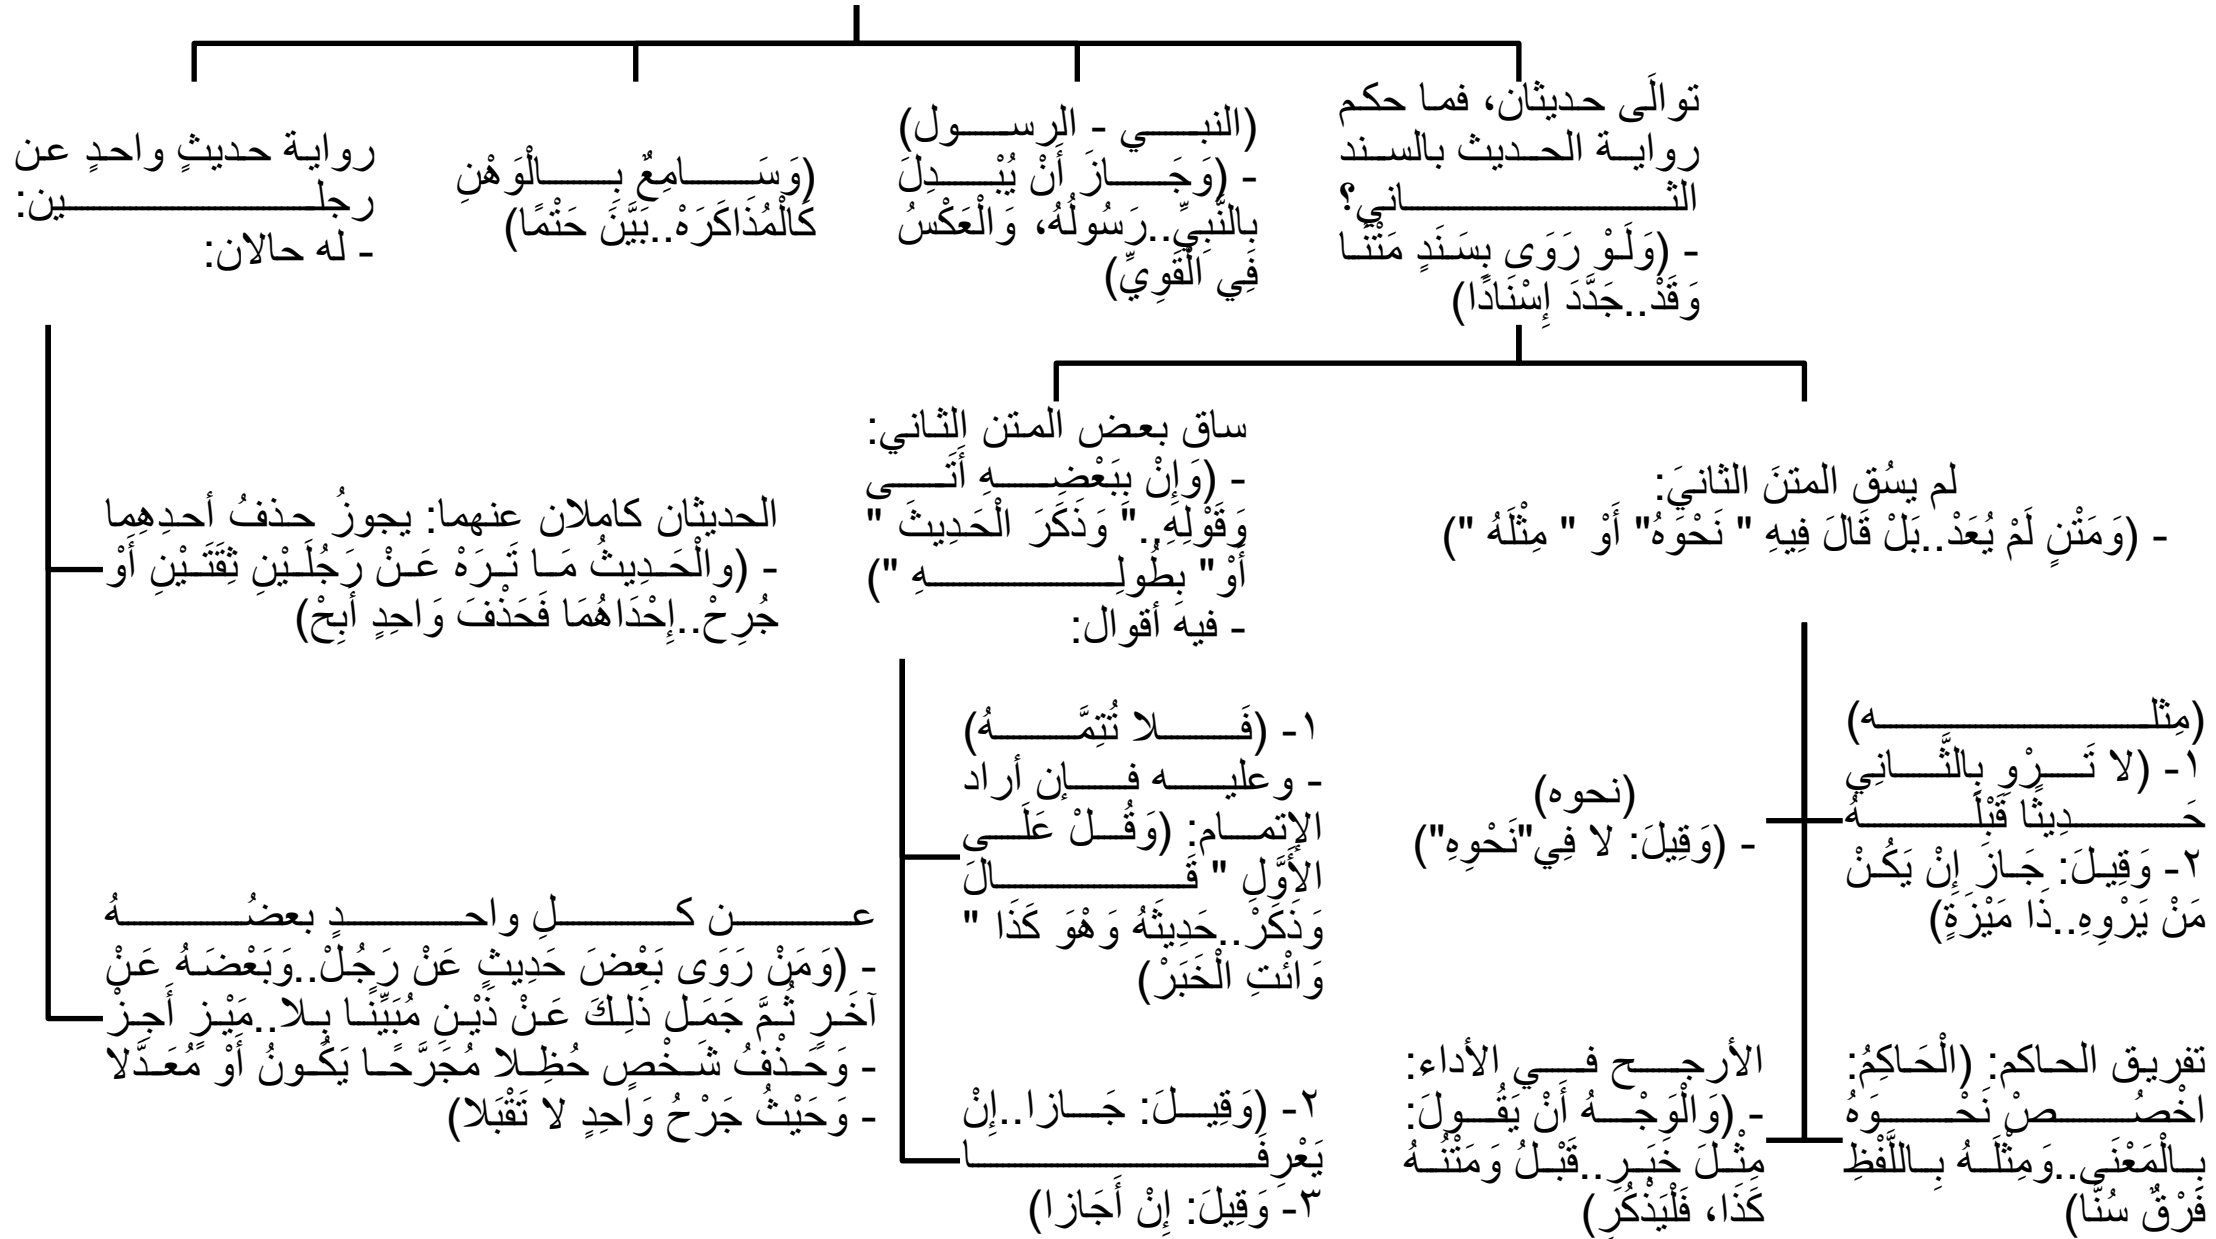 توالَى حديثان، فما حكم
رواية الحديث بالسند
الثاني؟
- (وَلَوْ رَوَى بِسَنَدٍ مَتْنًا
وَقَدْ..جَدَّدَ إِسْنَادًا)
(النبي - الرسول)
- (وَجَازَ أَنْ يُبْدِلَ
بِالنَّبِيِّ..رَسُولُهُ، وَالْعَكْسُ
فِي الْقَوِيِّ)
(وَسَامِعٌ بِالْوَهْنِ
كَالْمُذَاكَرَهْ..بَيَّنَ حَتْمًا)
رواية حديثٍ واحدٍ عن
رجلين:
- له حالان:
لم يسُقِ المتنَ الثانيَ:
- (وَمَتْنٍ لَمْ يُعَدْ..بَلْ قَالَ فِيهِ " نَحْوَهُ" أَوْ " مِثْلَهُ ")
ساق بعض المتن الثاني:
- (وَإِنْ بِبَعْضِهِ أَتَى
وَقَوْلِهِ.." وَذَكَرَ الْحَدِيثَ "
أَوْ" بِطُولِهِ ")
- فيه أقوال:
الحديثان كاملان عنهما: يجوزُ حذفُ أحدِهِما
- (والْحَدِيثُ مَا تَرَهْ عَنْ رَجُلَيْنِ ثِقَتَيْنِ أَوْ
جُرِحْ..إِحْدَاهُمَا فَحَذْفَ وَاحِدٍ أَبِحْ)
(مِثله)
١- (لا تَرْوِ بِالثَّانِي
حَدِيثًا قَبْلَهُ
٢- وَقِيلَ: جَازَ إِنْ يَكُنْ
مَنْ يَرْوِهِ..ذَا مَيْزَةٍ)
(نحوه)
- (وَقِيلَ: لا فِي"نَحْوِهِ")
١- (فَلا تُتِمَّهُ)
- وعليه فإن أراد
الإتمام: (وَقُلْ عَلَى
الأَوَّلِ " قَالَ
وَذَكَرْ..حَدِيثَهُ وَهْوَ كَذَا "
وَائْتِ الْخَبَرْ)
عن كلِ واحدٍ بعضُهُ
- (وَمَنْ رَوَى بَعْضَ حَدِيثٍ عَنْ رَجُلْ..وَبَعْضَهُ عَنْ
آخَرٍ ثُمَّ جَمَل ذَلِكَ عَنْ ذَيْنِ مُبَيِّنًا بِلا..مَيْزٍ أَجِزْ
- وَحَذْفُ شَخْصٍ حُظِلا مُجَرَّحًا يَكُونُ أَوْ مُعَدَّلا
- وَحَيْثُ جَرْحُ وَاحِدٍ لا تَقْبَلا)
تفريق الحاكم: (الْحَاكِمُ:
اخْصُصْ نَحْوَهُ
بِالْمَعْنَى..وَمِثْلَهُ بِاللَّفْظِ
فَرْقٌ سُنَّا)
الأرجح في الأداء:
- (وَالْوَجْهُ أَنْ يَقُولَ:
مِثْلَ خَبَرٍ..قَبْلُ وَمَتْنُهُ
كَذَا، فَلْيَذْكُرِ)
٢- (وَقِيلَ: جَازا..إِنْ
يَعْرِفَا
٣- وَقِيلَ: إِنْ أَجَازا)